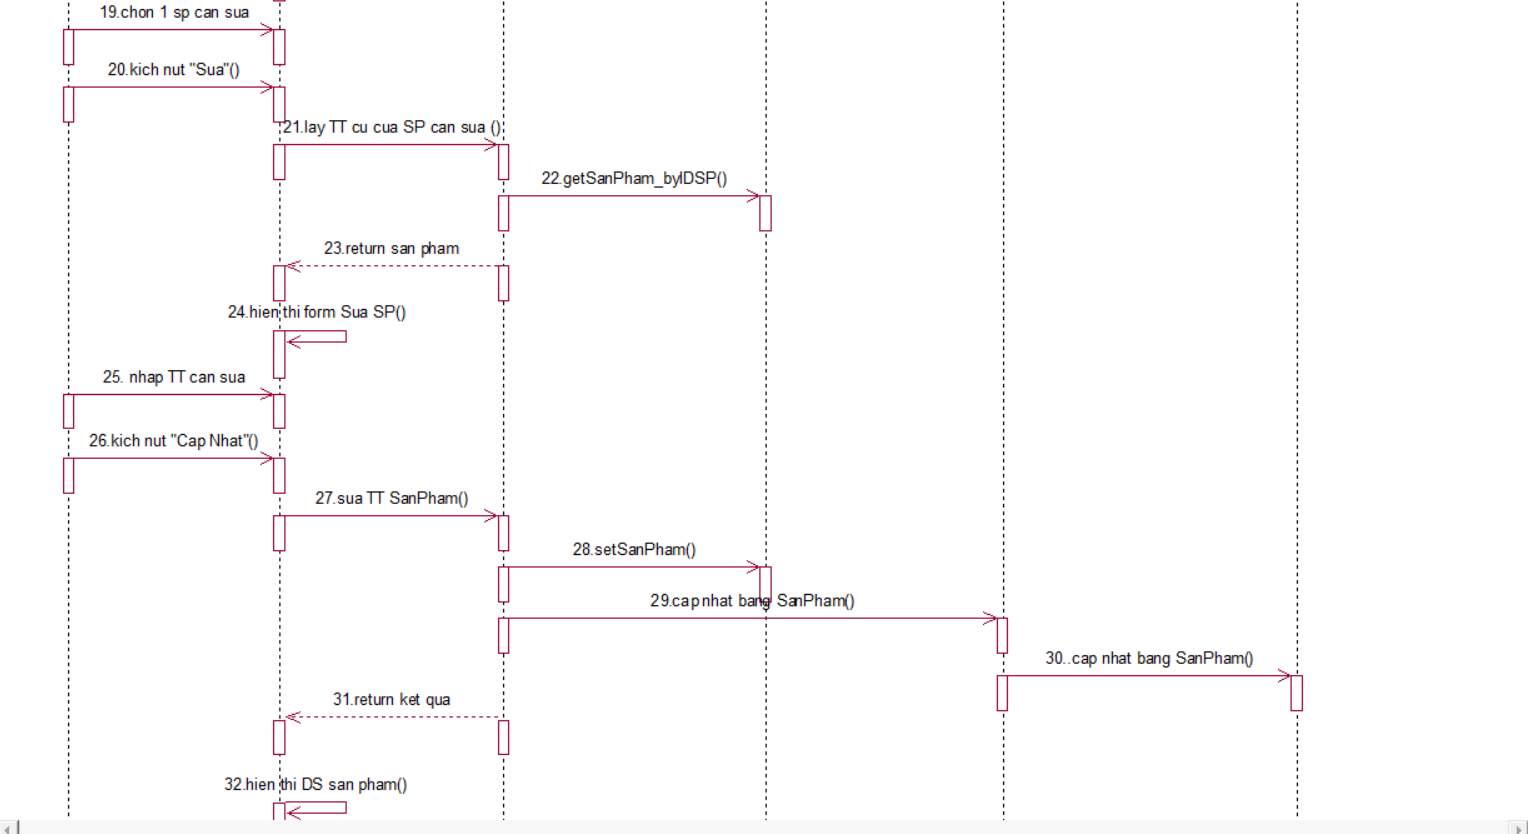 19.chon 1 sp can sua
20.kich nut "Sua"()
21.lay TT cu cua SP can sua ()
22.getSanPham_byIDSP()
23.return san pham
24.hien thi form Sua SP()
25. nhap TT can sua
26.kich nut "Cap Nhat"()
27.sua TT SanPham()
28.setSanPham()
29.cap nhat bang SanPham()
30..cap nhat bang SanPham()
31.return ket qua
32.hien thi DS san pham()